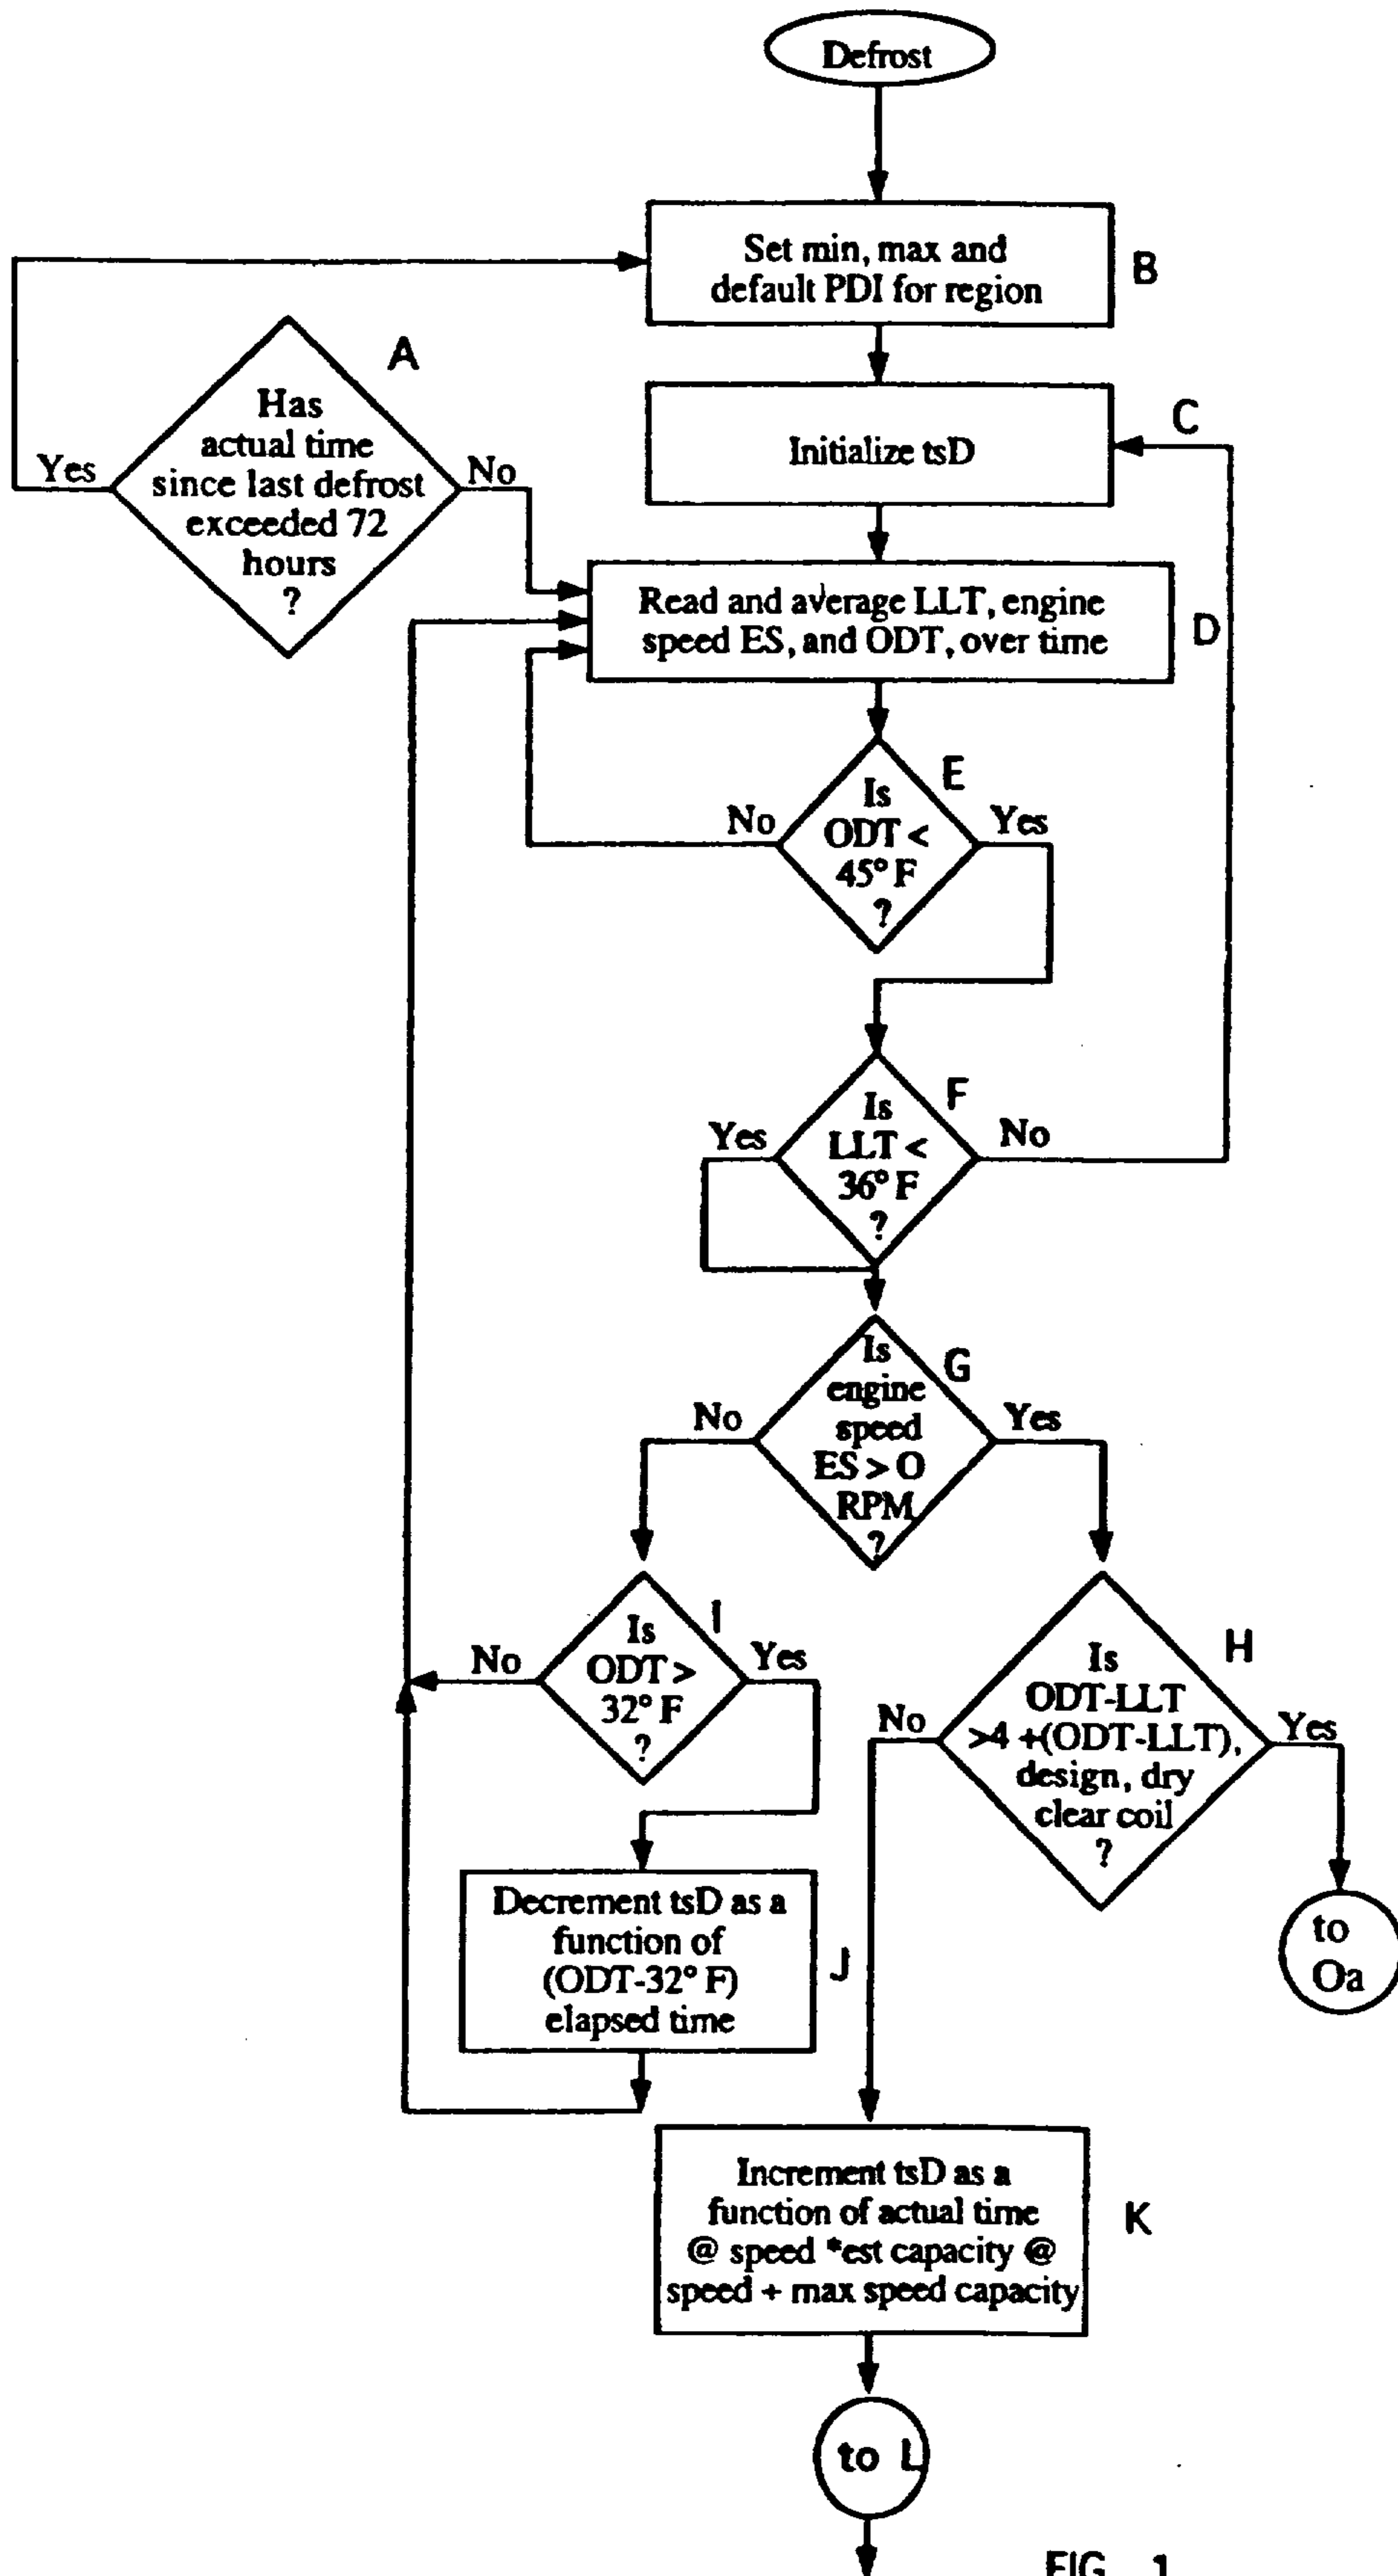 Defrost
Set min, max and
default PDI for region
B
A
Has
actual time
since last defrost
exceeded 72
hours
?
Yes
No
Initialize tsD
C
Read and average LLT, engine
speed ES, and ODT, over time
D
E
Is
ODT <
45° F
?
No
Yes
F
Is
LLT <
36° F
?
Yes
No
G
Is
engine
speed
ES > O
RPM
?
No
Yes
I
Is
ODT >
32° F
?
No
Yes
H
Is
ODT-LLT
>4 +(ODT-LLT),
design, dry
clear coil
?
No
Yes
to
Oa
Decrement tsD as a
function of
(ODT-32° F)
elapsed time
J
Increment tsD as a
function of actual time
@ speed *est capacity @
speed + max speed capacity
K
to L
FIG. 1